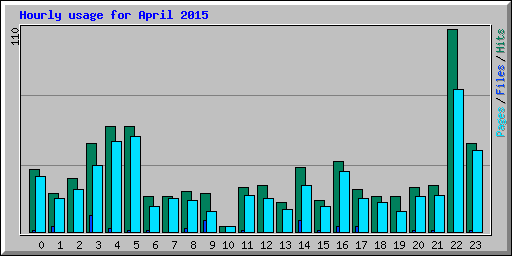 Hourly usage for April 2015
110
Pages/Files/Hits
0 1 2 3 4 5 6 7 8 9 10 11 12 13 14 15 16 17 18 19 20 21 22 23